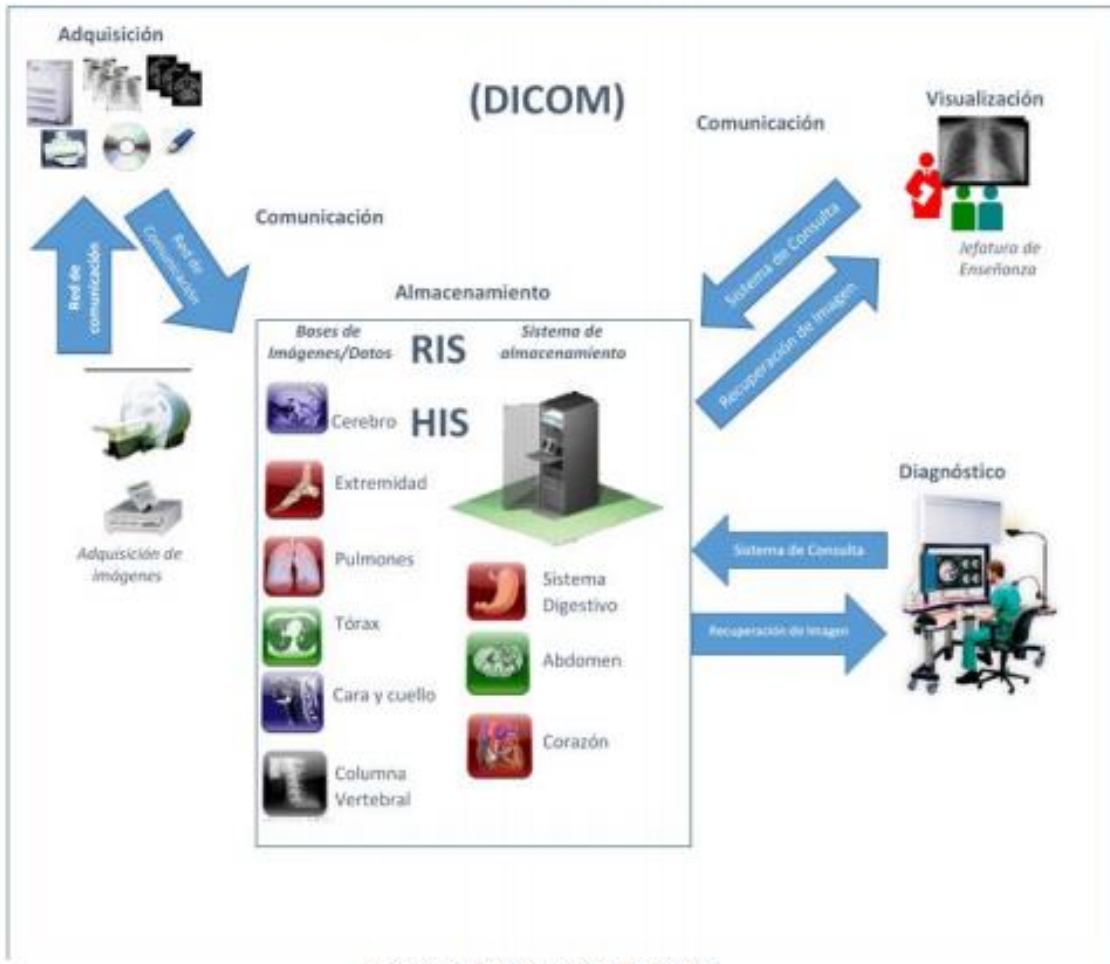 Adquisición
(DICOM)
Comunicación
Visualización
Red de
comunicación
Red de
Comunicación
Comunicación
Sistema de Consulta
Recuperación de Imagen
Jefatura de
Enseñanza
Almacenamiento
Bases de
Imágenes/Datos
RIS
Sistema de
almacenamiento
HIS
Cerebro
Extremidad
Pulmones
Tórax
Cara y cuello
Columna
Vertebral
Sistema
Digestivo
Abdomen
Corazón
Adquisición de
imágenes
Diagnóstico
Sistema de Consulta
Recuperación de Imagen